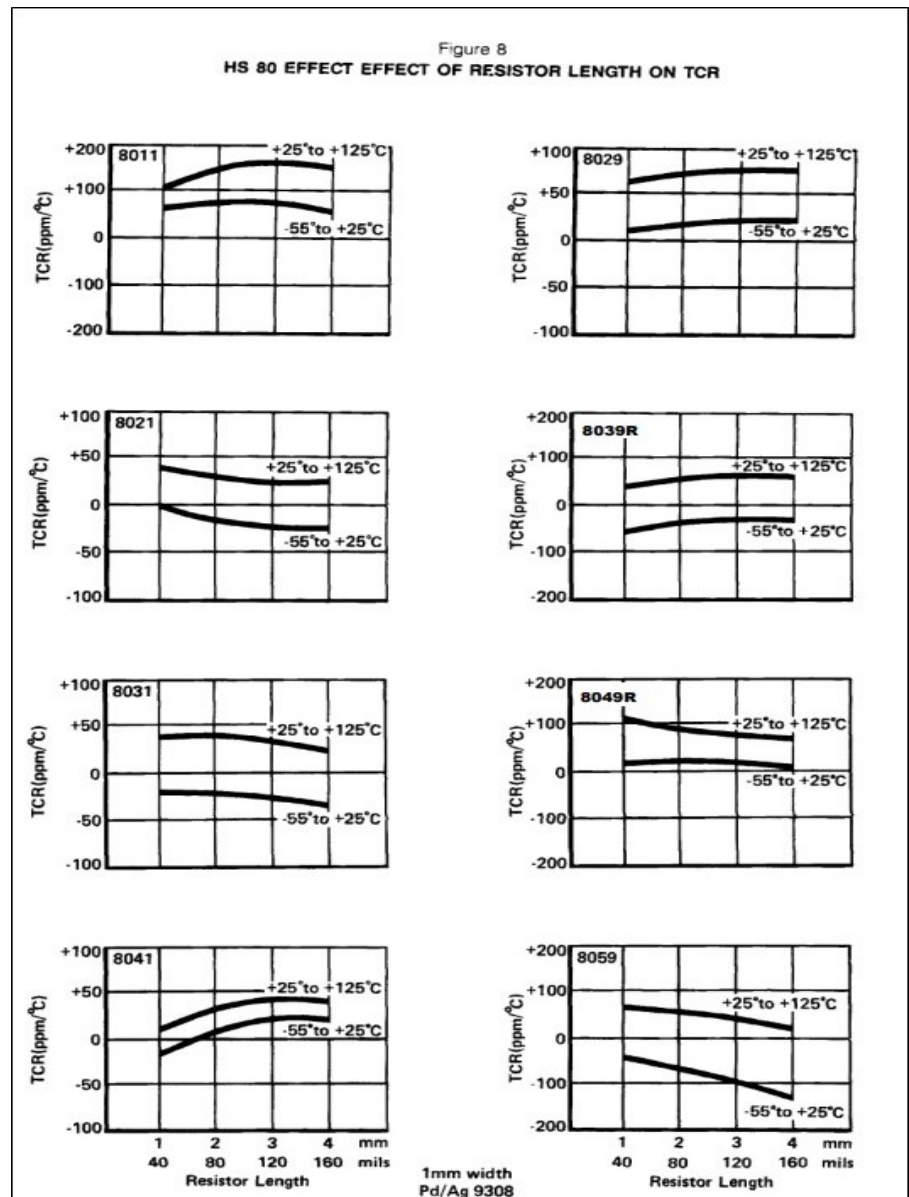 Figure 8
HS 80 EFFECT EFFECT OF RESISTOR LENGTH ON TCR
+200
+100
0
-100
-200
TCR(ppm/°C)
8011
+25°to +125°C
-55°to +25°C
+100
+50
0
-50
-100
TCR(ppm/°C)
8029
+25°to +125°C
-55°to +25°C
+100
+50
0
-50
-100
TCR(ppm/°C)
8021
+25°to +125°C
-55°to +25°C
+200
+100
0
-100
-200
TCR(ppm/°C)
8039R
+25°to +125°C
-55°to +25°C
+100
+50
0
-50
-100
TCR(ppm/°C)
8031
+25°to +125°C
-55°to +25°C
+200
+100
0
-100
-200
TCR(ppm/°C)
8049R
+25°to +125°C
-55°to +25°C
+100
+50
0
-50
-100
TCR(ppm/°C)
8041
+25°to +125°C
-55°to +25°C
1 2 3 4 mm
40 80 120 160 mils
Resistor Length
+200
+100
0
-100
-200
TCR(ppm/°C)
8059
+25°to +125°C
-55°to +25°C
1 2 3 4 mm
40 80 120 160 mils
Resistor Length
1mm width
Pd/Ag 9308